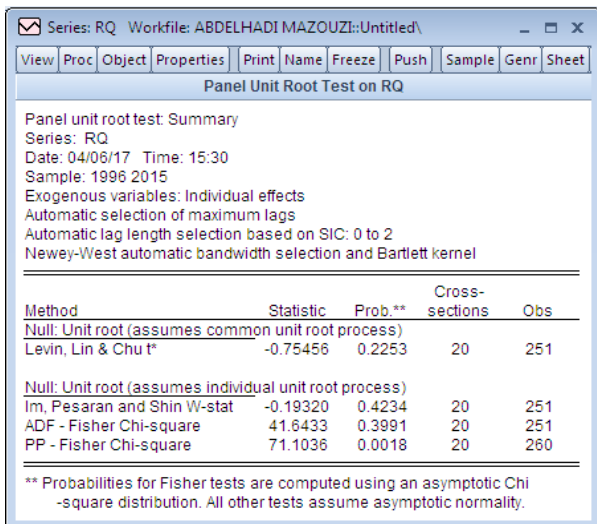 Series: RQ Workfile: ABDELHADI MAZOUZI::Untitled\
View Proc Object Properties Print Name Freeze Push Sample Genr Sheet
Panel Unit Root Test on RQ
Panel unit root test: Summary
Series: RQ
Date: 04/06/17 Time: 15:30
Sample: 1996 2015
Exogenous variables: Individual effects
Automatic selection of maximum lags
Automatic lag length selection based on SIC: 0 to 2
Newey-West automatic bandwidth selection and Bartlett kernel
Cross-
Method Statistic Prob.** sections Obs
Null: Unit root (assumes common unit root process)
Levin, Lin & Chu t* -0.75456 0.2253 20 251
Null: Unit root (assumes individual unit root process)
Im, Pesaran and Shin W-stat -0.19320 0.4234 20 251
ADF - Fisher Chi-square 41.6433 0.3991 20 251
PP - Fisher Chi-square 71.1036 0.0018 20 260
** Probabilities for Fisher tests are computed using an asymptotic Chi
-square distribution. All other tests assume asymptotic normality.